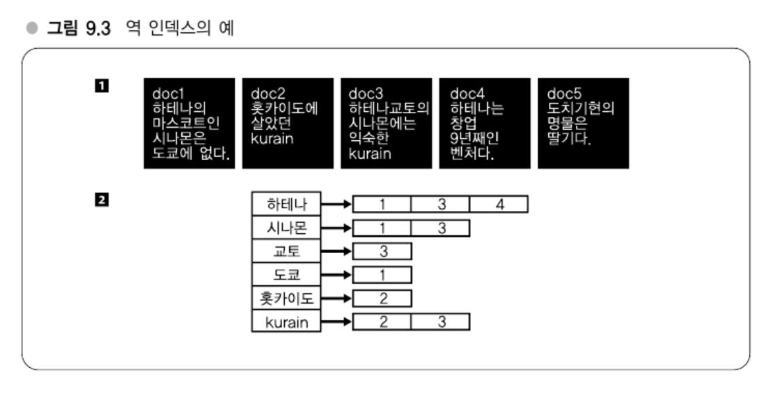 ● 그림 9.3 역 인덱스의 예
1
doc1
하테나의
마스코트인
시나몬은
도쿄에 없다.
doc2
홋카이도에
살았던
kurain
doc3
하테나교토의
시나몬에는
익숙한
kurain
doc4
하테나는
창업
9년째인
벤처다.
doc5
도치기현의
명물은
딸기다.
2
하테나 1 3 4
시나몬 1 3
교토 3
도쿄 1
홋카이도 2
kurain 2 3